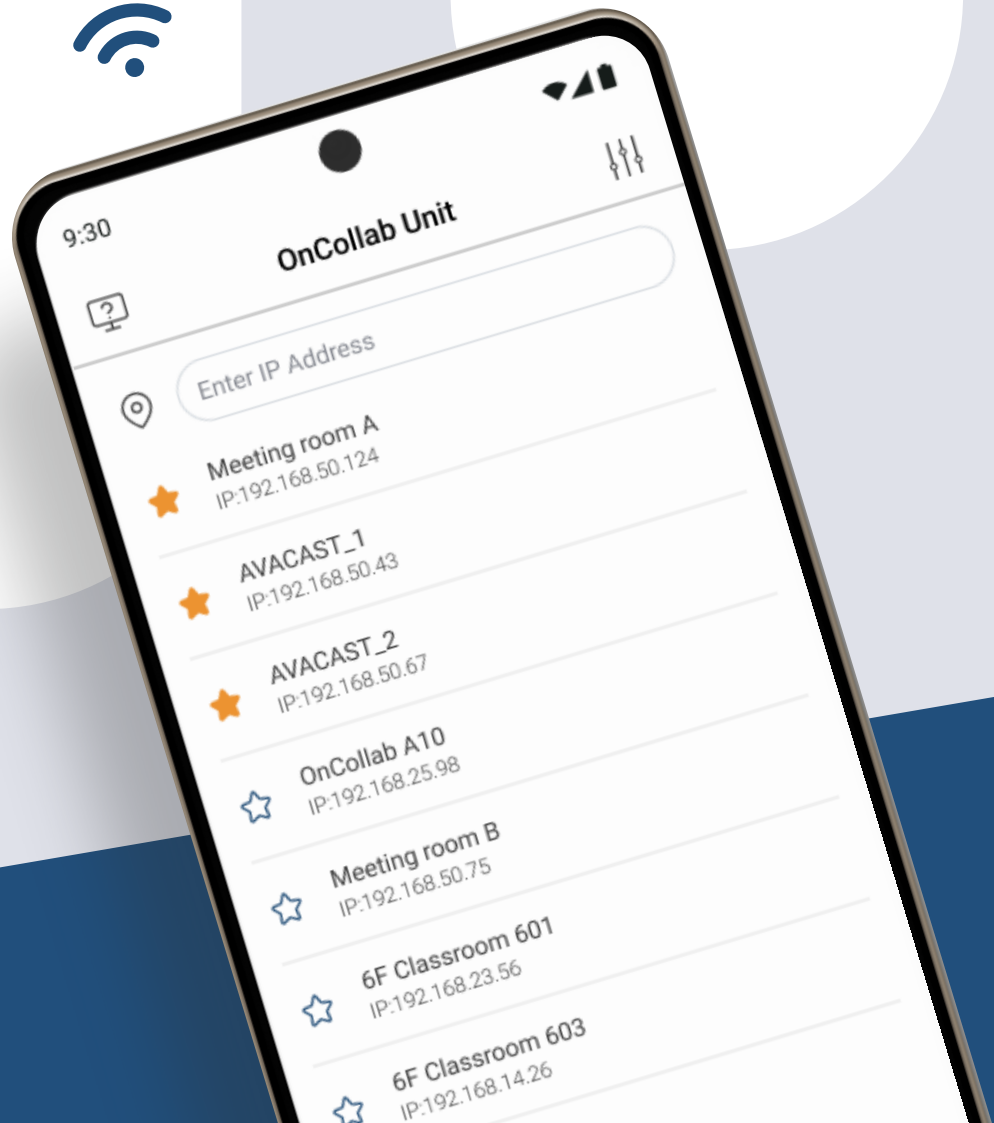 9:30
OnCollab Unit
Enter IP Address
Meeting room A
IP:192.168.50.124
AVACAST_1
IP:192.168.50.43
AVACAST_2
IP:192.168.50.67
OnCollab A10
IP:192.168.25.98
Meeting room B
IP:192.168.50.75
6F Classroom 601
IP:192.168.23.56
6F Classroom 603
IP:192.168.14.26